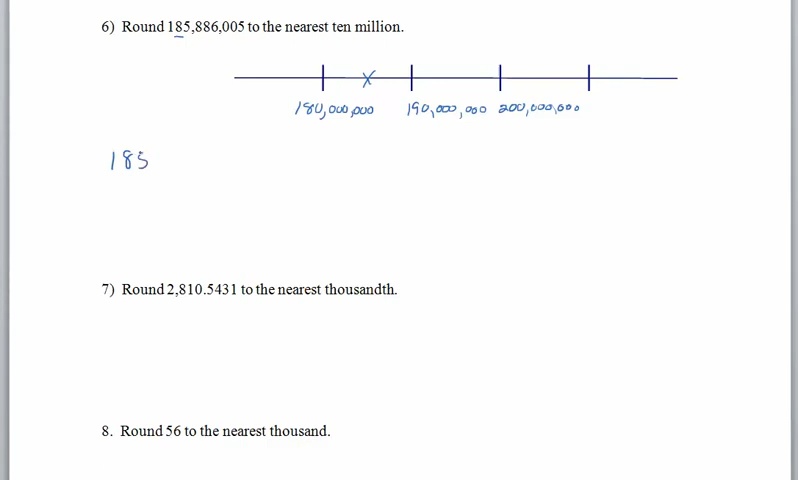 6) Round 185,886,005 to the nearest ten million.
180,000,000 190,000,000 200,000,000
185
7) Round 2,810.5431 to the nearest thousandth.
8. Round 56 to the nearest thousand.